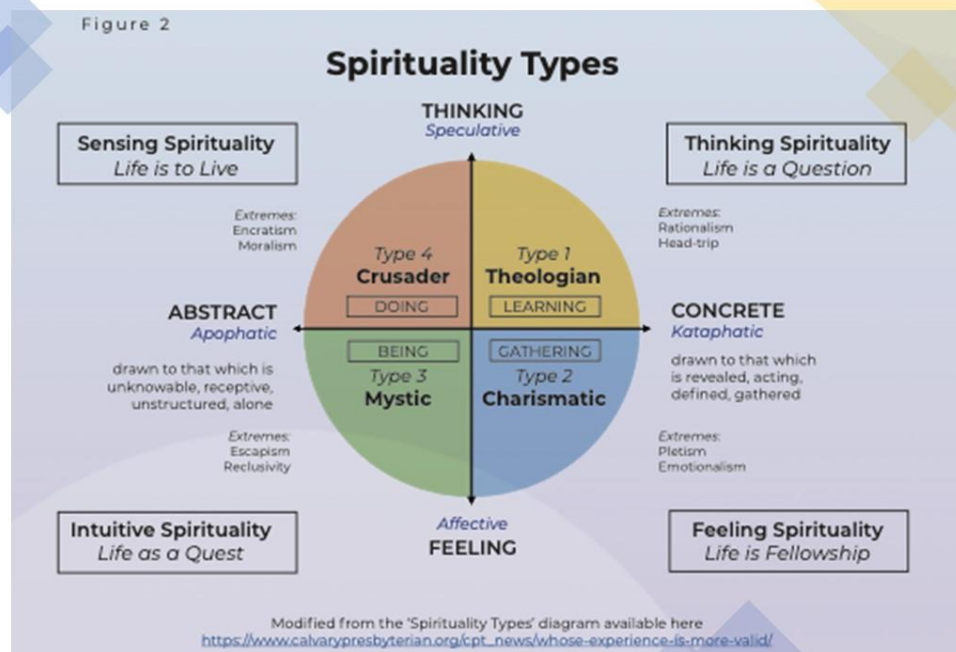 Figure 2
Spirituality Types
THINKING
Speculative
Sensing Spirituality
Life is to Live
Thinking Spirituality
Life is a Question
Extremes:
Encratism
Moralism
Extremes:
Rationalism
Head-trip
Type 4
Crusader
DOING
Type 1
Theologian
LEARNING
ABSTRACT
Apophatic
drawn to that which is
unknowable, receptive,
unstructured, alone
CONCRETE
Kataphatic
drawn to that which
is revealed, acting,
defined, gathered
BEING
Type 3
Mystic
GATHERING
Type 2
Charismatic
Extremes:
Escapism
Reclusivity
Extremes:
Pietism
Emotionalism
Intuitive Spirituality
Life as a Quest
Affective
FEELING
Feeling Spirituality
Life is Fellowship
Modified from the 'Spirituality Types' diagram available here
https://www.calvarypresbyterian.org/cpt_news/whose-experience-is-more-valid/